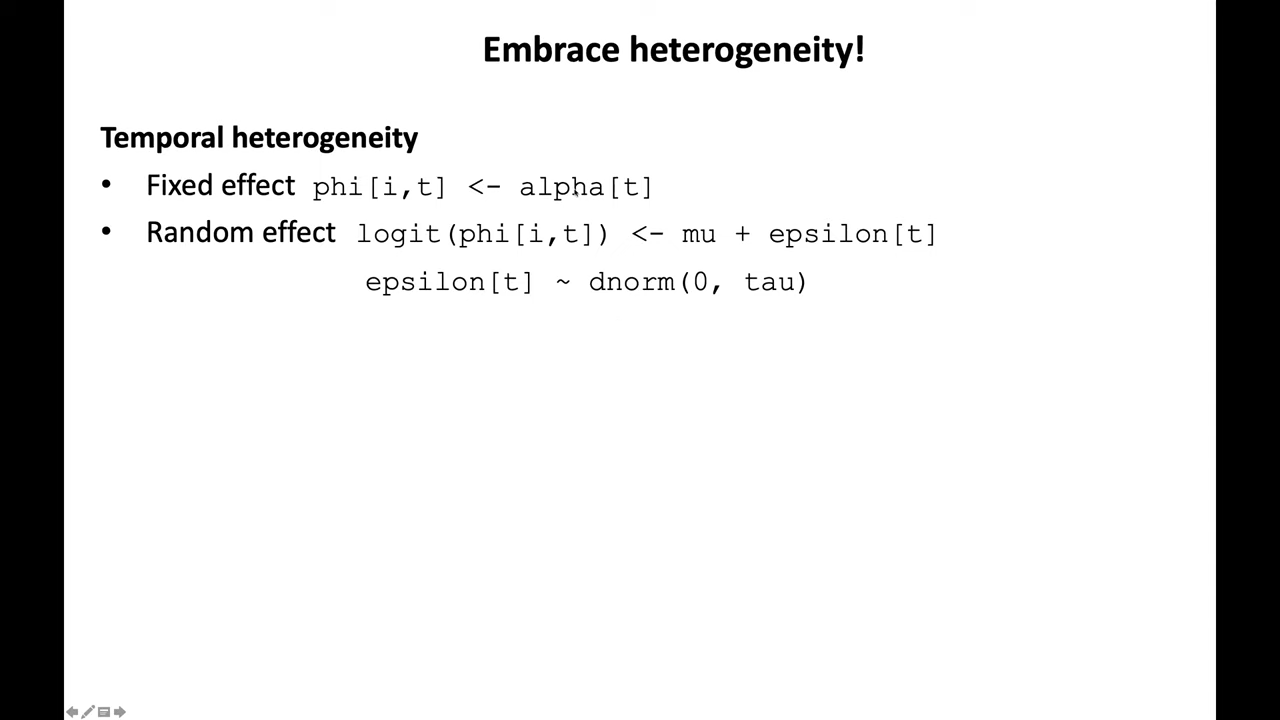 Embrace heterogeneity!
Temporal heterogeneity
• Fixed effect phi[i,t] <- alpha[t]
• Random effect logit(phi[i,t]) <- mu + epsilon[t]
epsilon[t] ~ dnorm(0, tau)